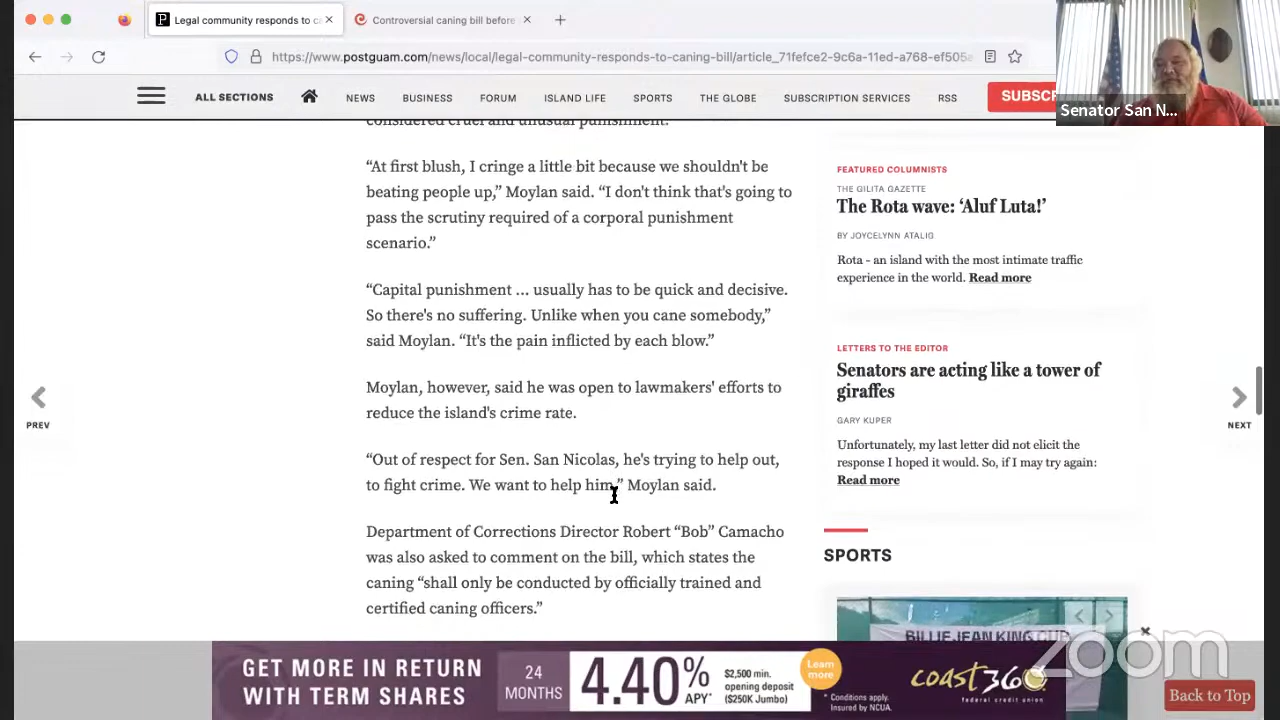 Legal community responds to ca
Controversial caning bill before
https://www.postguam.com/news/local/legal-community-responds-to-caning-bill/article_71fefce2-9c6a-11ed-a768-ef505a
ALL SECTIONS
NEWS
BUSINESS
FORUM
ISLAND LIFE
SPORTS
THE GLOBE
SUBSCRIPTION SERVICES
RSS
SUBSC
Senator San N...
cruel and unusual punishment.
“At first blush, I cringe a little bit because we shouldn't be
beating people up,” Moylan said. “I don't think that's going to
pass the scrutiny required of a corporal punishment
scenario.”
“Capital punishment ... usually has to be quick and decisive.
So there's no suffering. Unlike when you cane somebody,”
said Moylan. “It's the pain inflicted by each blow.”
Moylan, however, said he was open to lawmakers' efforts to
reduce the island's crime rate.
“Out of respect for Sen. San Nicolas, he's trying to help out,
to fight crime. We want to help him,” Moylan said.
Department of Corrections Director Robert “Bob” Camacho
was also asked to comment on the bill, which states the
caning “shall only be conducted by officially trained and
certified caning officers.”
PREV
NEXT
FEATURED COLUMNISTS
THE GILITA GAZETTE
The Rota wave: ‘Aluf Luta!’
BY JOYCELYNN ATALIG
Rota - an island with the most intimate traffic
experience in the world. Read more
LETTERS TO THE EDITOR
Senators are acting like a tower of
giraffes
GARY KUPER
Unfortunately, my last letter did not elicit the
response I hoped it would. So, if I may try again:
Read more
SPORTS
BILLIE JEAN KING CUP
GET MORE IN RETURN
WITH TERM SHARES
24
MONTHS
4.40%
APY*
$2,500 min.
opening deposit
($250K Jumbo)
Learn
more
* Conditions apply.
Insured by NCUA.
coast360
federal credit union
zoom
Back to Top